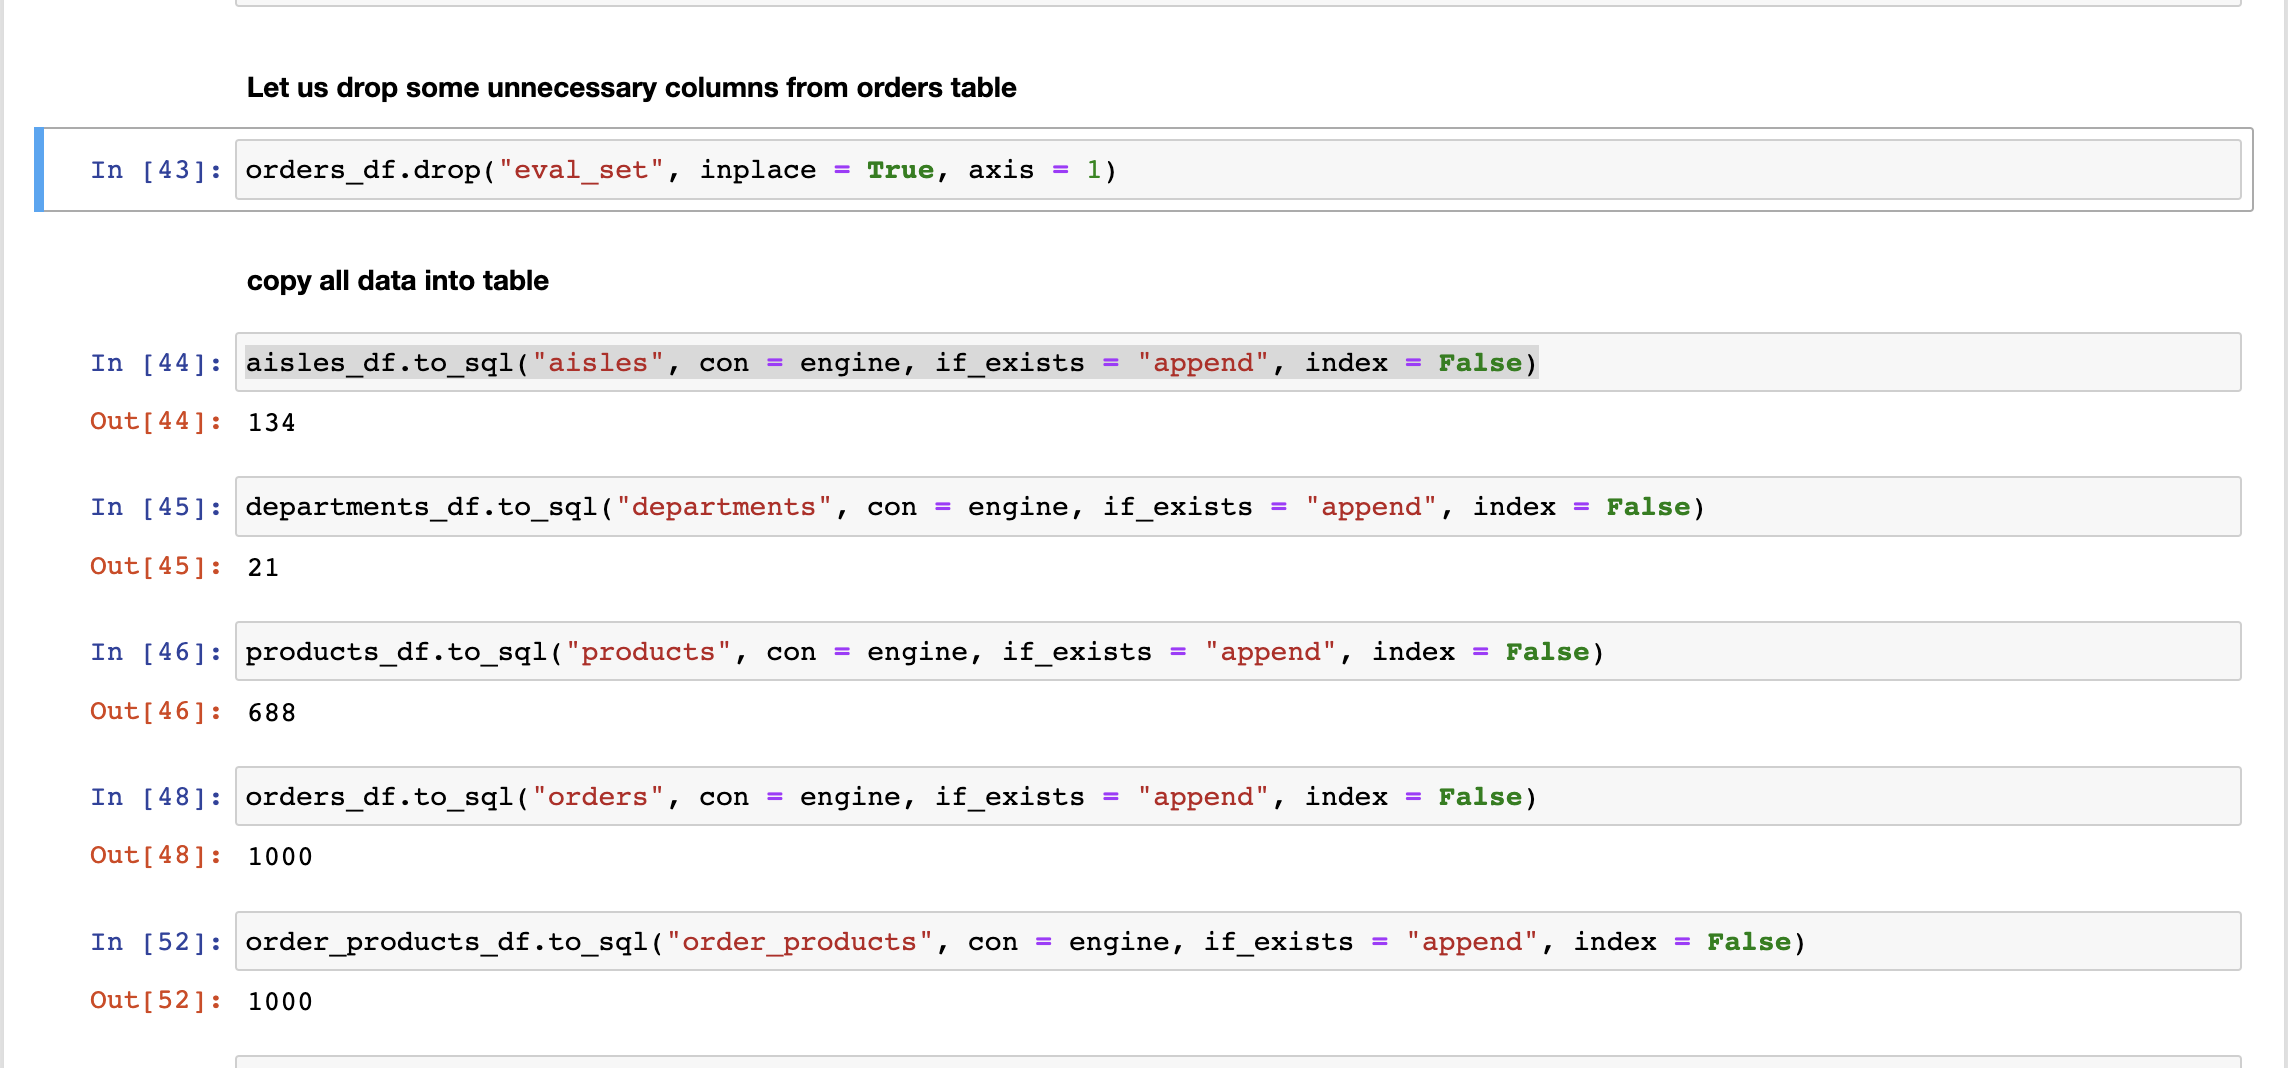 Let us drop some unnecessary columns from orders table
In [43]: orders_df.drop("eval_set", inplace = True, axis = 1)
copy all data into table
In [44]: aisles_df.to_sql("aisles", con = engine, if_exists = "append", index = False)
Out[44]: 134
In [45]: departments_df.to_sql("departments", con = engine, if_exists = "append", index = False)
Out[45]: 21
In [46]: products_df.to_sql("products", con = engine, if_exists = "append", index = False)
Out[46]: 688
In [48]: orders_df.to_sql("orders", con = engine, if_exists = "append", index = False)
Out[48]: 1000
In [52]: order_products_df.to_sql("order_products", con = engine, if_exists = "append", index = False)
Out[52]: 1000